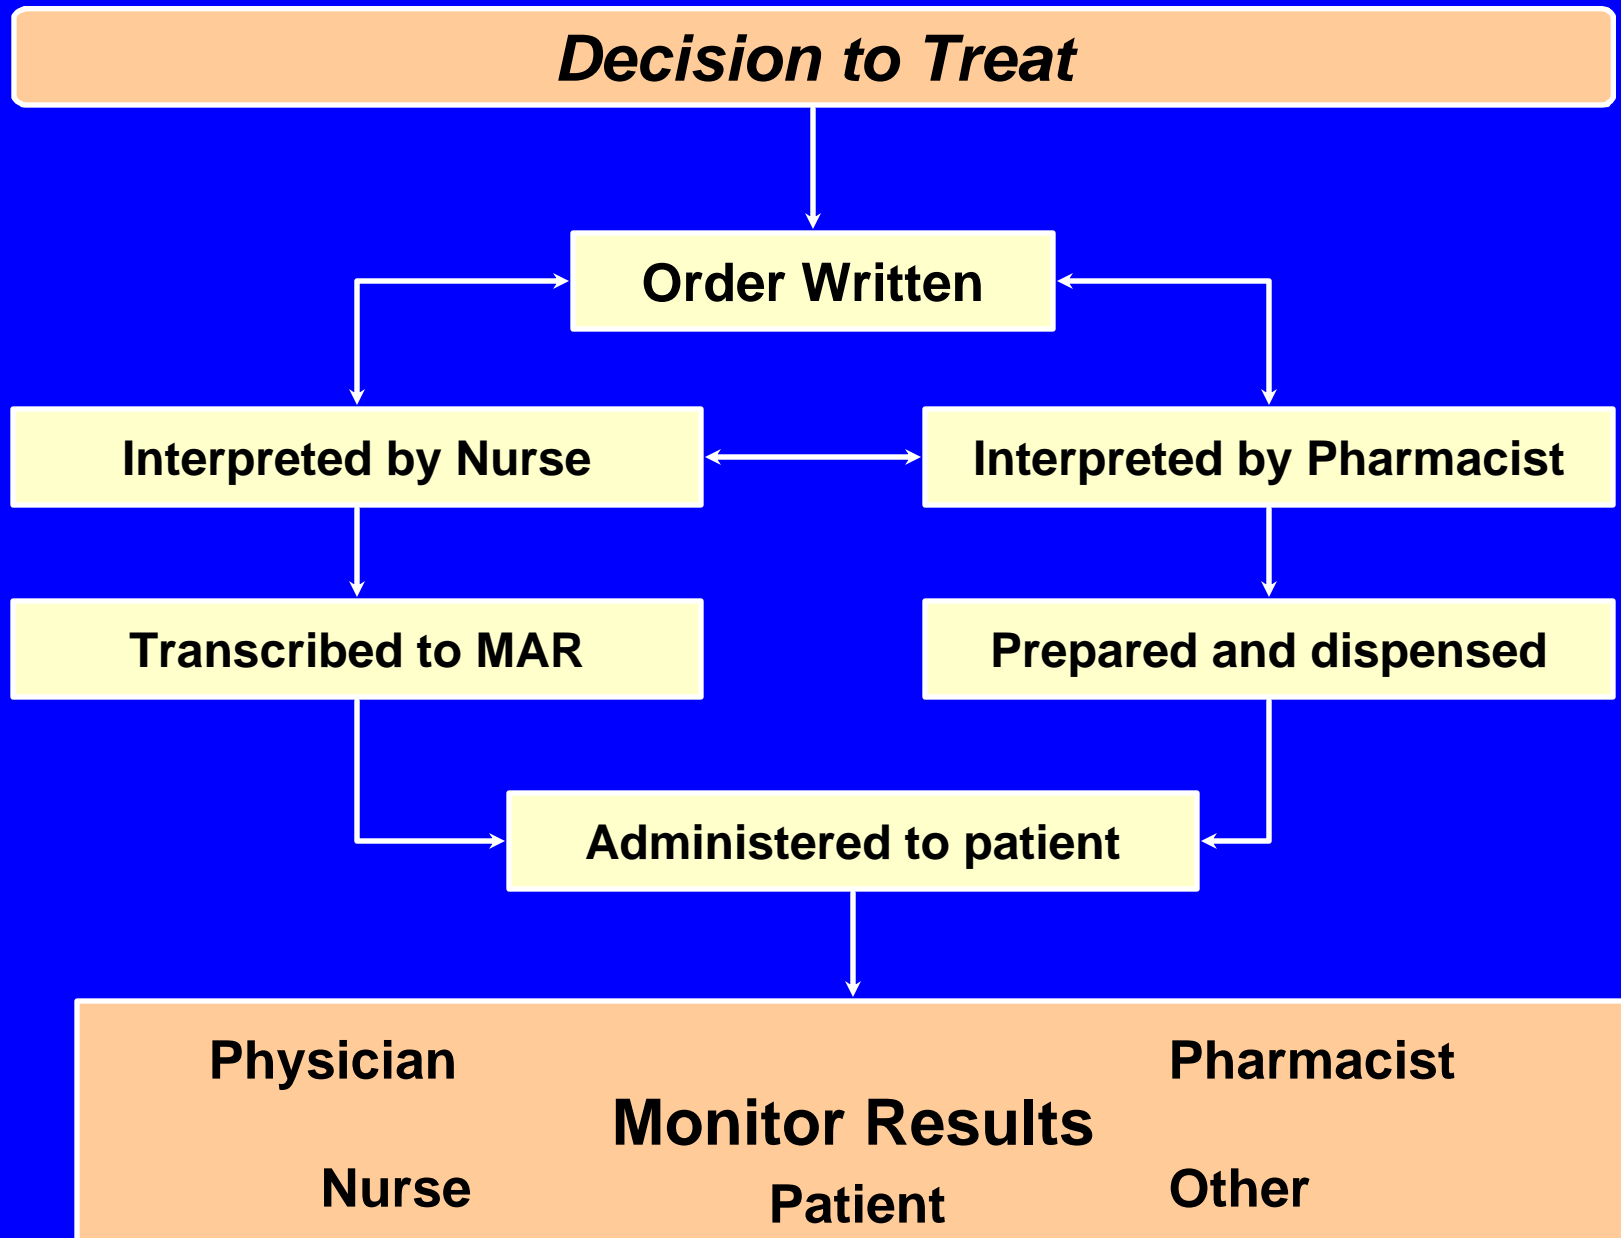 Decision to Treat
Order Written
Interpreted by Nurse
Interpreted by Pharmacist
Transcribed to MAR
Prepared and dispensed
Administered to patient
Physician
Pharmacist
Monitor Results
Nurse
Patient
Other